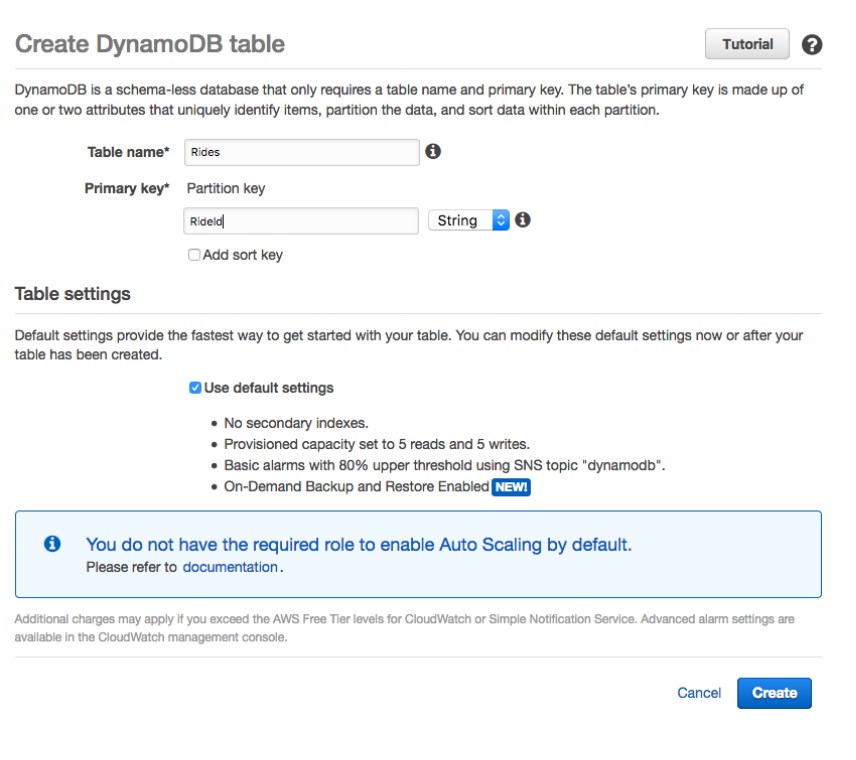 Create DynamoDB table
Tutorial
?
DynamoDB is a schema-less database that only requires a table name and primary key. The table's primary key is made up of
one or two attributes that uniquely identify items, partition the data, and sort data within each partition.
Table name* Rides
Primary key* Partition key
RideId String
Add sort key
Table settings
Default settings provide the fastest way to get started with your table. You can modify these default settings now or after your
table has been created.
Use default settings
• No secondary indexes.
• Provisioned capacity set to 5 reads and 5 writes.
• Basic alarms with 80% upper threshold using SNS topic "dynamodb".
• On-Demand Backup and Restore Enabled NEW!
You do not have the required role to enable Auto Scaling by default.
Please refer to documentation.
Additional charges may apply if you exceed the AWS Free Tier levels for CloudWatch or Simple Notification Service. Advanced alarm settings are
available in the CloudWatch management console.
Cancel Create